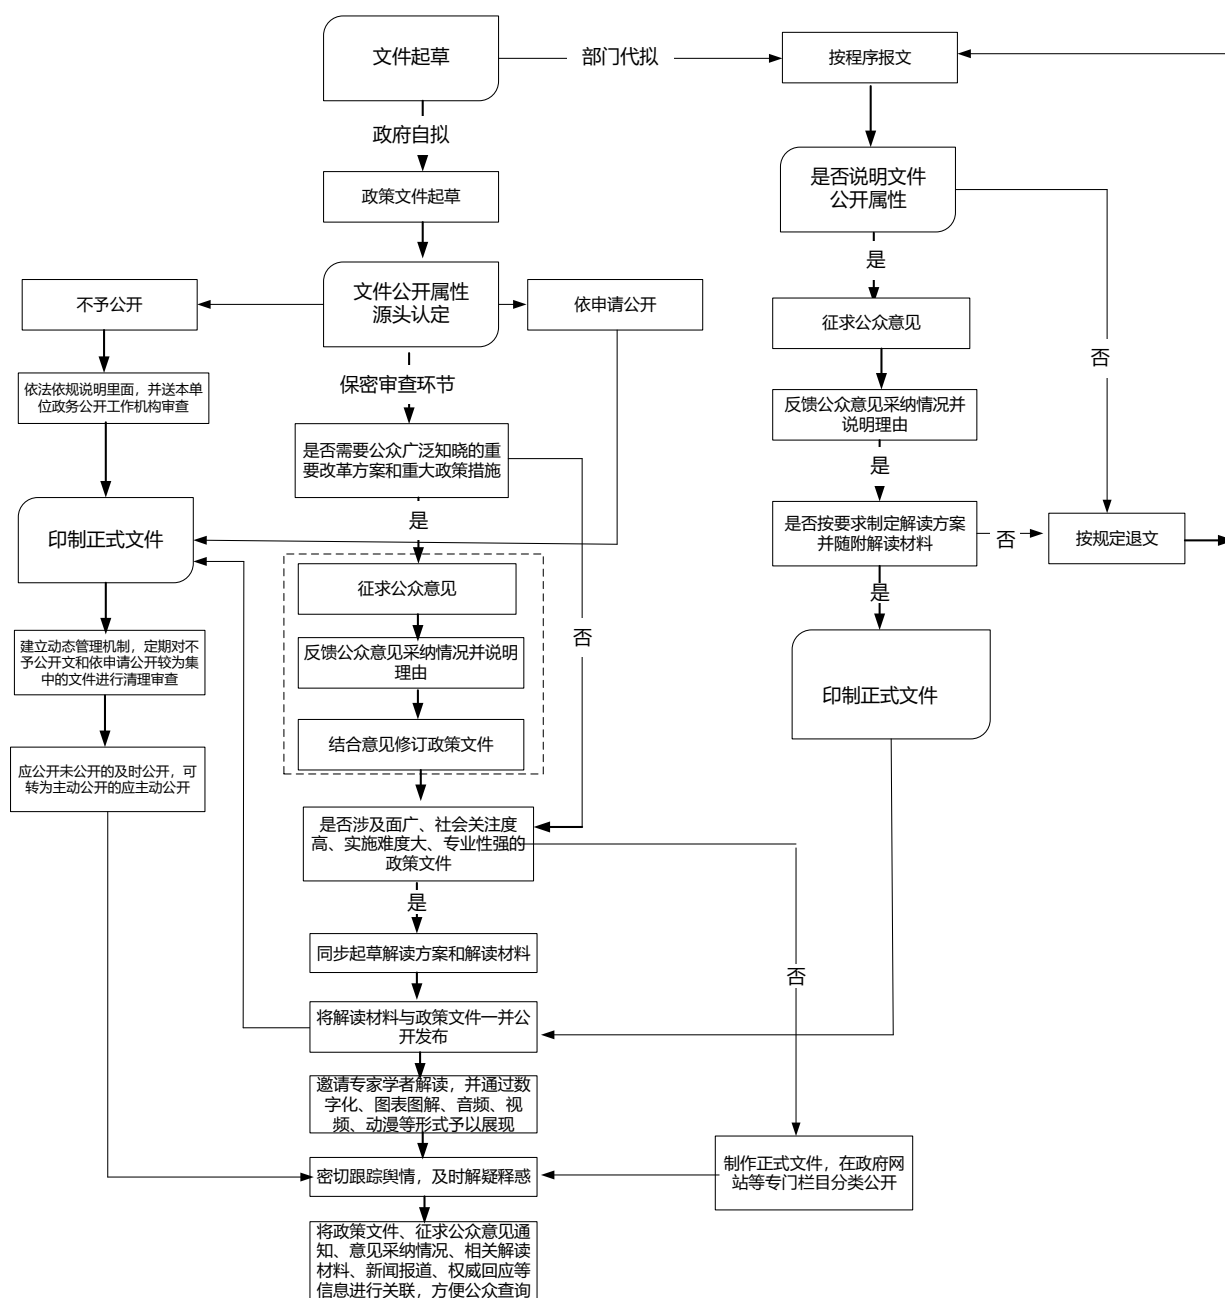 文件起草
部门代拟
按程序报文
政府自拟
政策文件起草
是否说明文件
公开属性
是
否
不予公开
文件公开属性
源头认定
依申请公开
征求公众意见
保密审查环节
依法依规说明里面，并送本单
位政务公开工作机构审查
反馈公众意见采纳情况并
说明理由
是
是否需要公众广泛知晓的重
要改革方案和重大政策措施
是
否
印制正式文件
是否按要求制定解读方案
并随附解读材料
否
按规定退文
是
征求公众意见
反馈公众意见采纳情况并说明
理由
结合意见修订政策文件
建立动态管理机制，定期对不
予公开文和依申请公开较为集
中的文件进行清理审查
印制正式文件
应公开未公开的及时公开，可
转为主动公开的应主动公开
是否涉及面广、社会关注度
高、实施难度大、专业性强的
政策文件
是
否
同步起草解读方案和解读材料
将解读材料与政策文件一并公
开发布
邀请专家学者解读，并通过数
字化、图表图解、音频、视
频、动漫等形式予以展现
制作正式文件，在政府网
站等专门栏目分类公开
密切跟踪舆情，及时解疑释惑
将政策文件、征求公众意见通
知、意见采纳情况、相关解读
材料、新闻报道、权威回应等
信息进行关联，方便公众查询